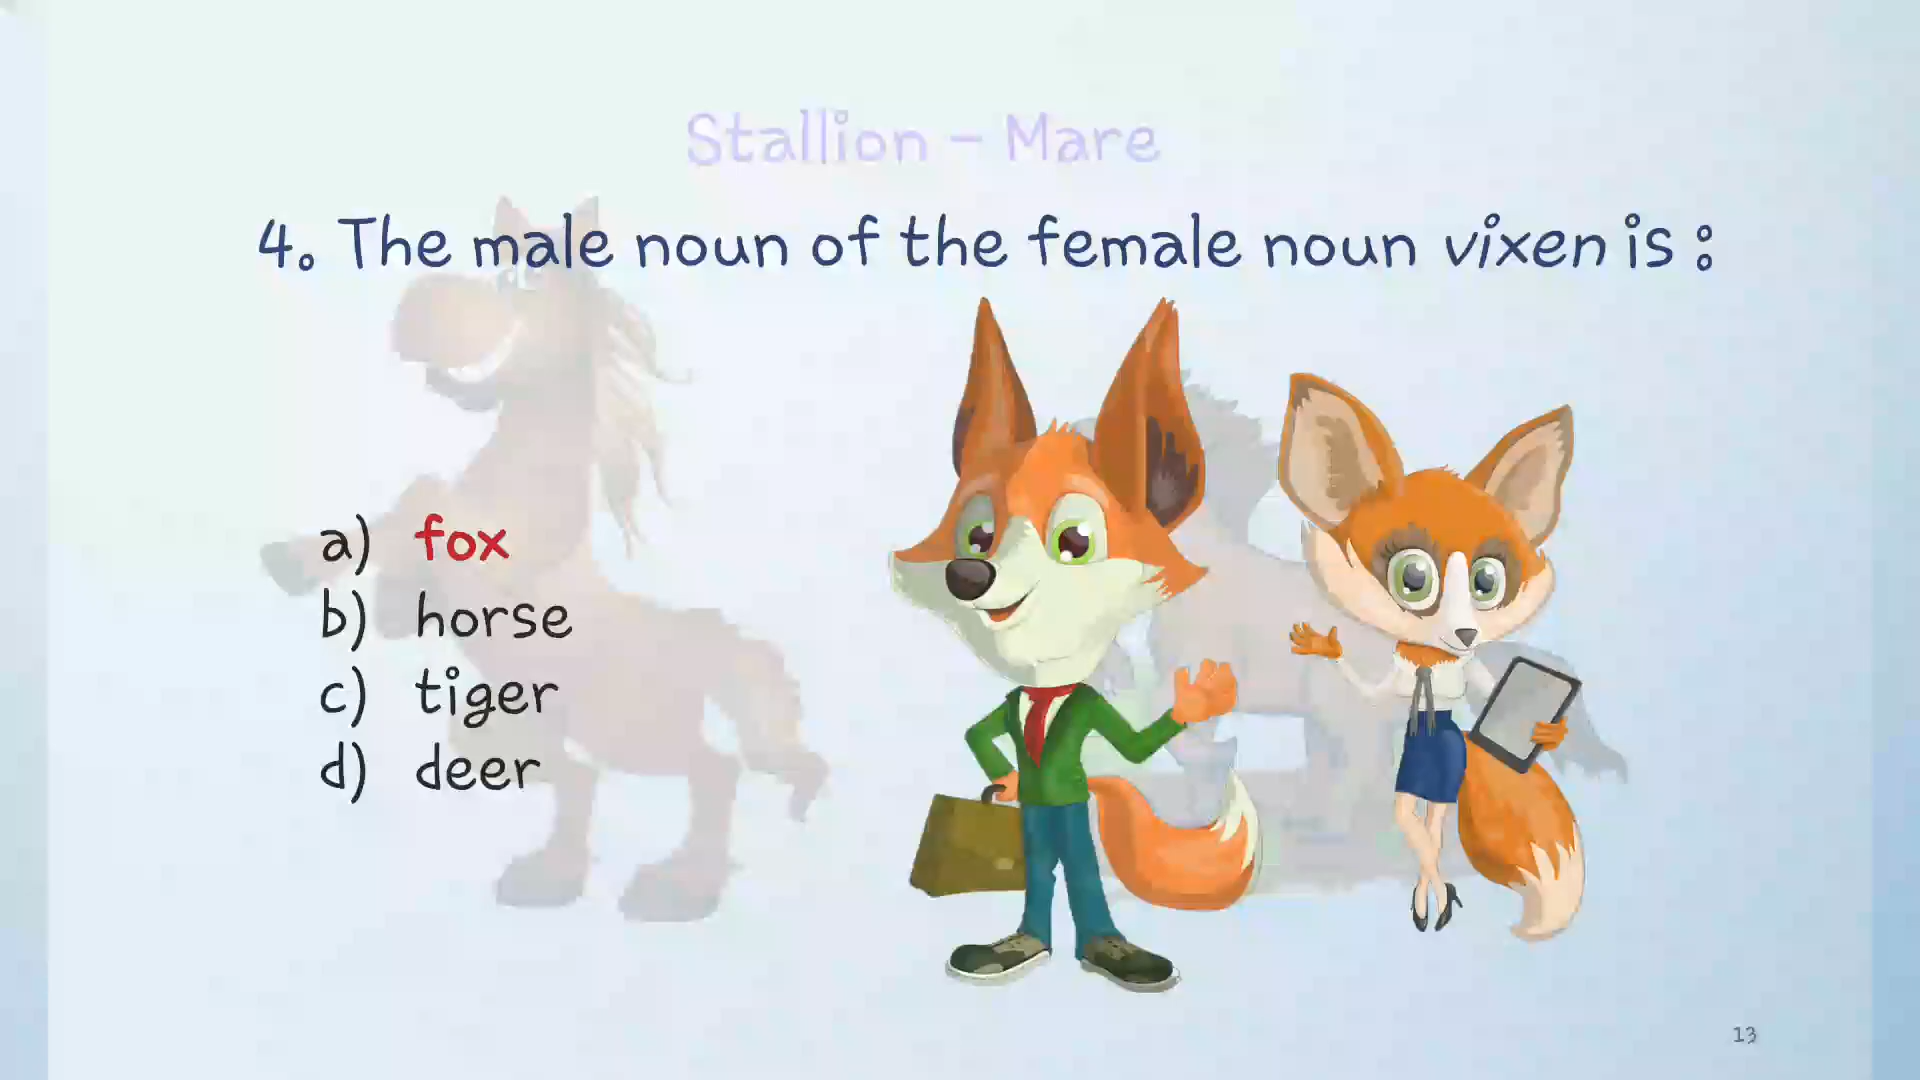 Stallion - Mare
4. The male noun of the female noun vixen is :
a) fox
b) horse
c) tiger
d) deer
13